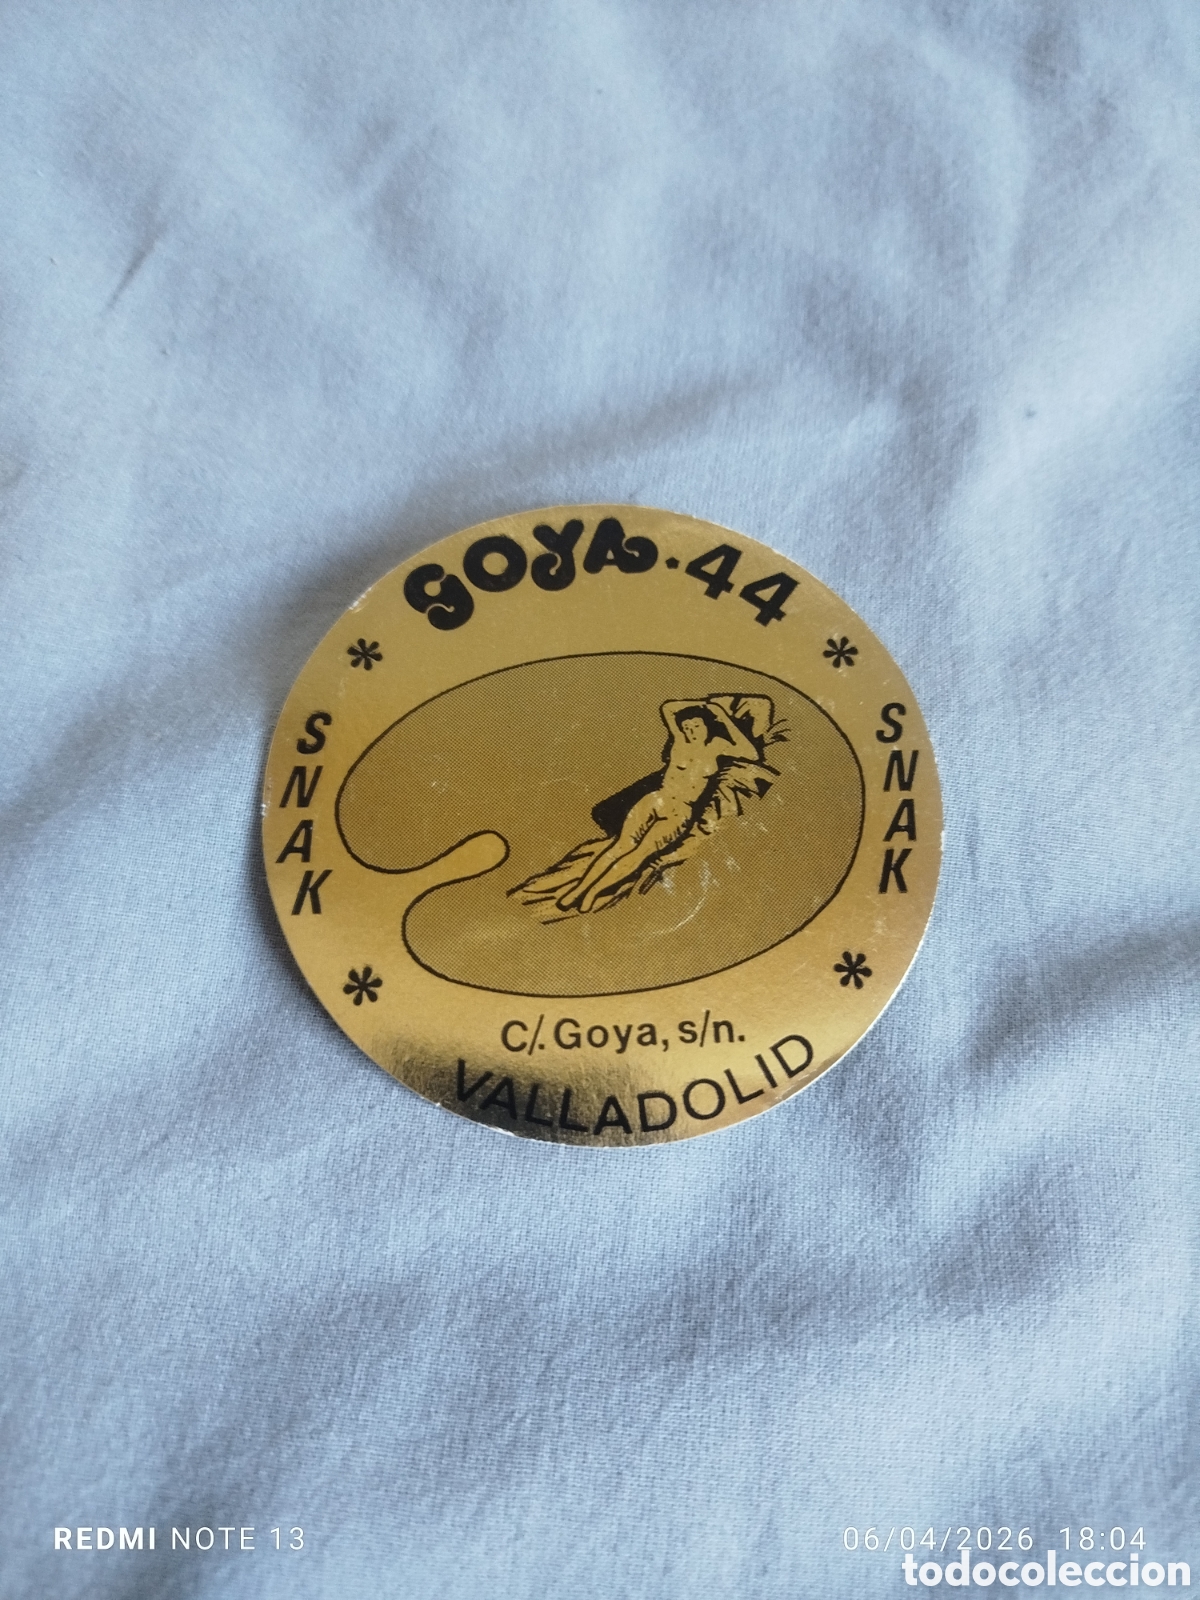 GOYA·44
* *
SNAK
SNAK
* *
C/. Goya, s/n.
VALLADOLID
REDMI NOTE 13
06/04/2026 18:04
todocoleccion